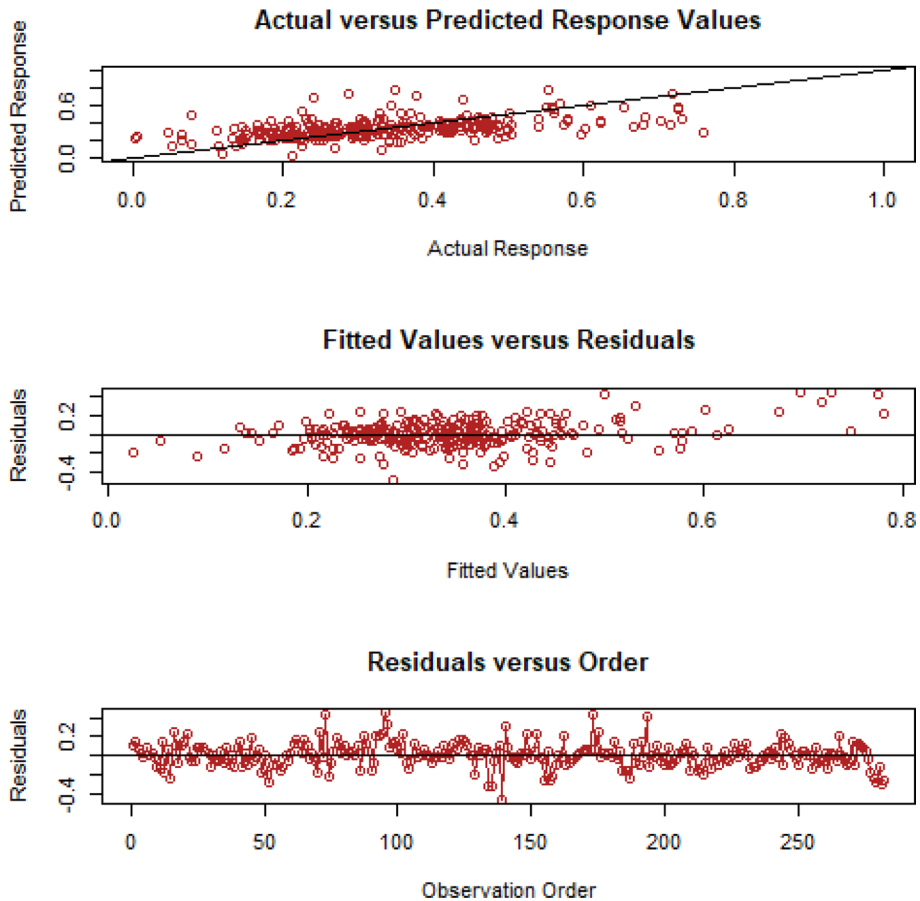 Actual versus Predicted Response Values
Predicted Response
0.6
0.0
0.0 0.2 0.4 0.6 0.8 1.0
Actual Response
Fitted Values versus Residuals
Residuals
0.2
-0.4
0.0 0.2 0.4 0.6 0.8
Fitted Values
Residuals versus Order
Residuals
0.2
-0.4
0 50 100 150 200 250
Observation Order